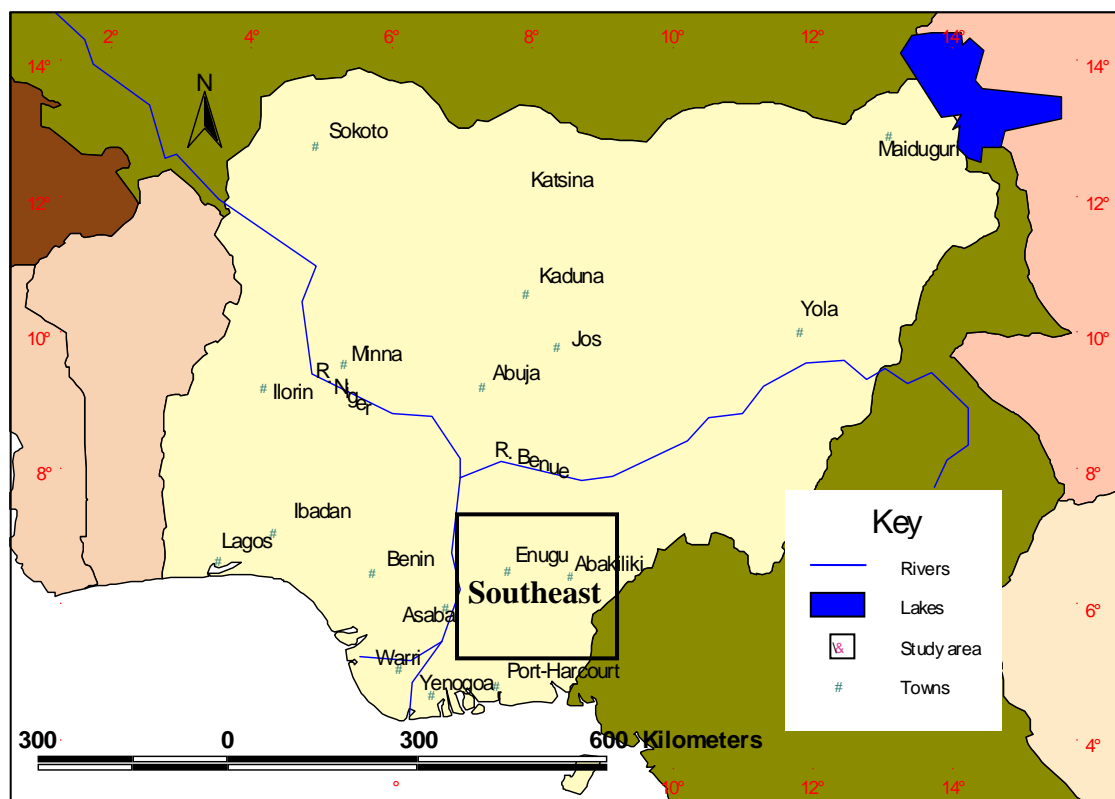 2° 4° 6° 8° 10° 12° 14°
14° 14°
N
Sokoto
Maiduguri
Katsina
12° 12°
Kaduna
Yola
10° 10°
Jos
Minna
Abuja
R. Niger
Ilorin
R. Benue
8° 8°
Ibadan
Lagos
Benin
Enugu
Abakiliki
Southeast
Asaba
6°
Warri
Port-Harcourt
Yenogoa
Key
Rivers
Lakes
Study area
Towns
300 0 300 600 Kilometers
4°
° 10° 12° 14°